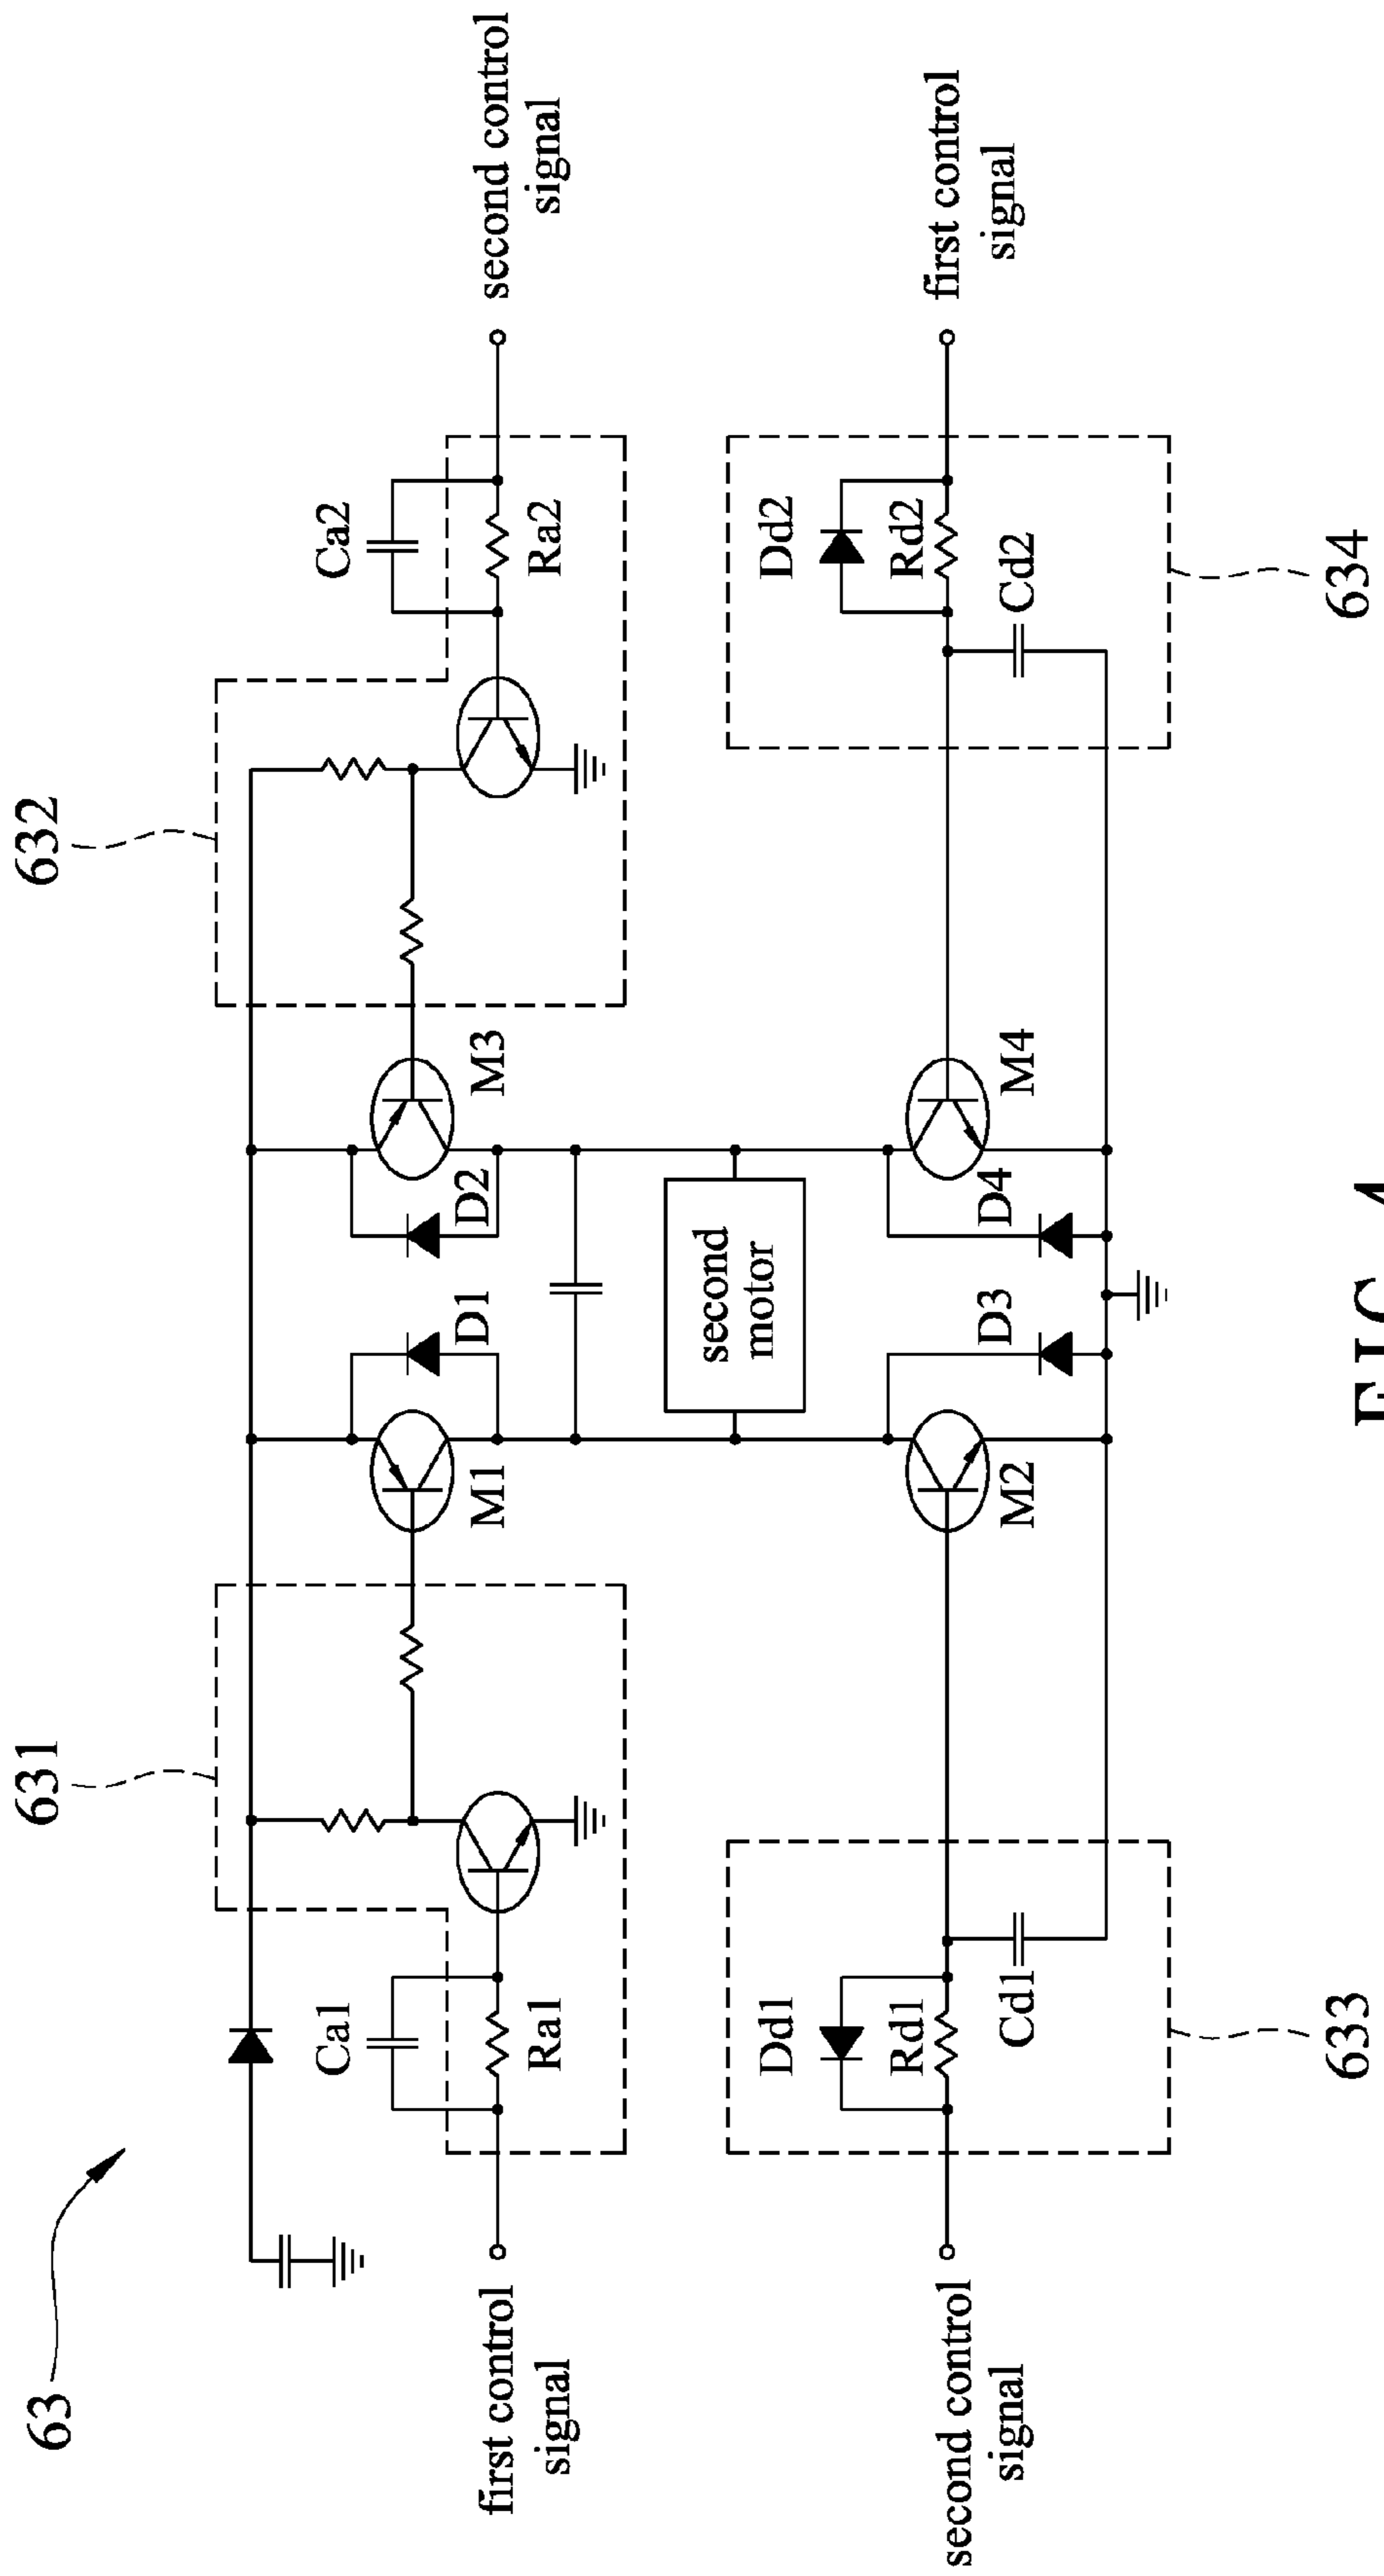 63
631
632
Ca1
Ra1
first control
signal
M1
D1
D2
M3
Ca2
Ra2
second control
signal
second
motor
Dd1
Rd1
Cd1
second control
signal
633
M2
D3
D4
M4
Dd2
Rd2
Cd2
first control
signal
634